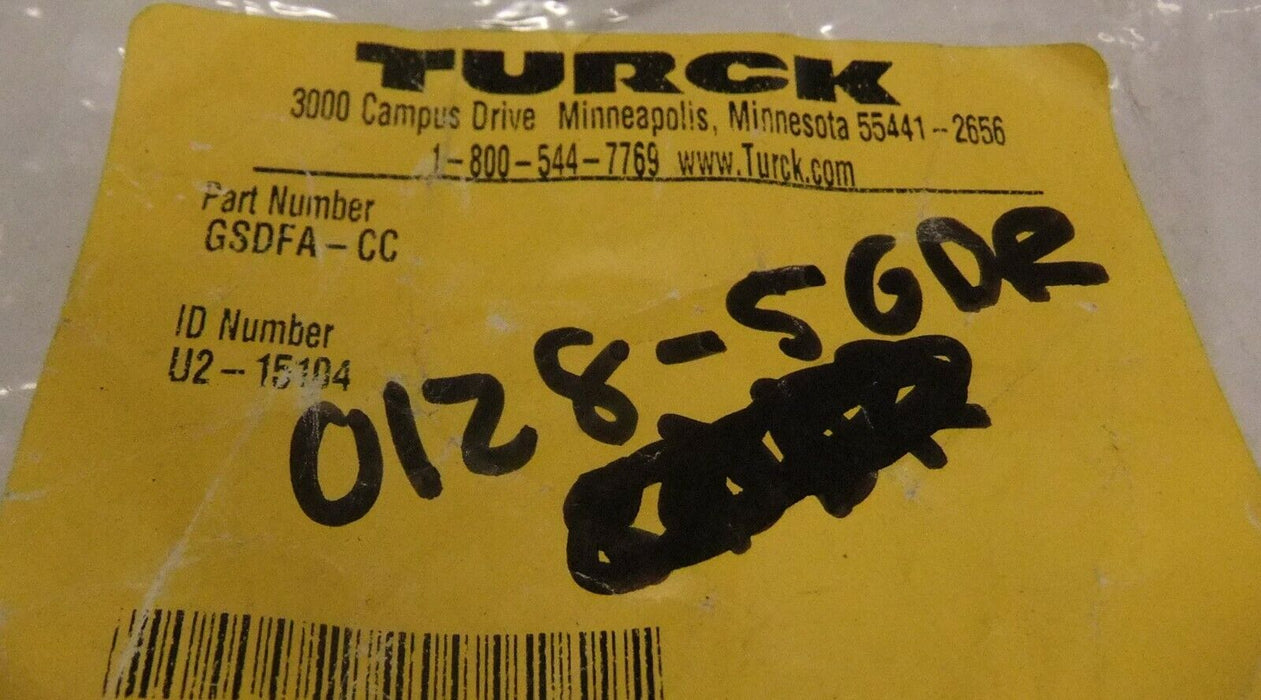 TURCK
3000 Campus Drive Minneapolis, Minnesota 55441-2656
1-800-544-7769 www.Turck.com
Part Number
GSDFA-CC
ID Number
U2-15104
0128-5GDR